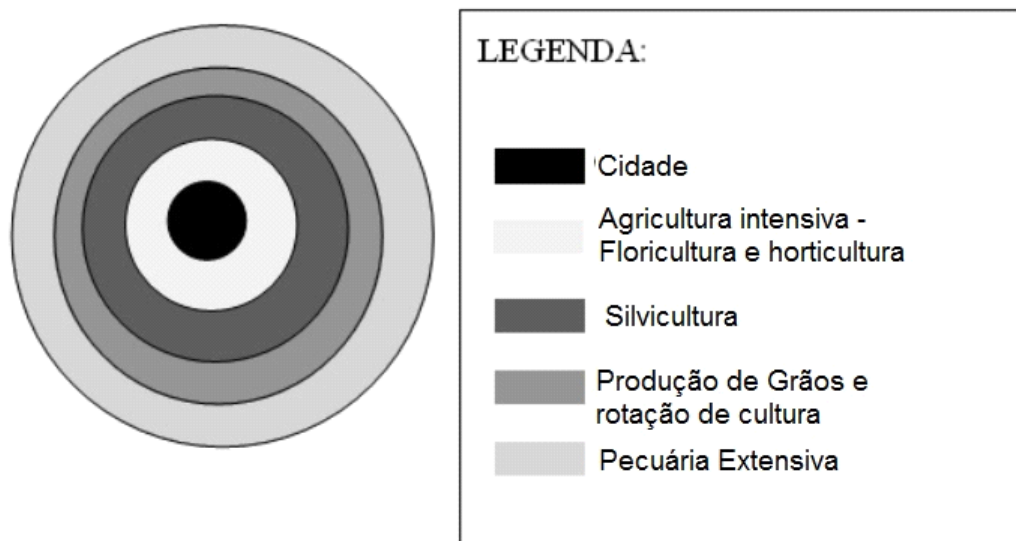 LEGENDA:
Cidade
Agricultura intensiva -
Floricultura e horticultura
Silvicultura
Produção de Grãos e
rotação de cultura
Pecuária Extensiva